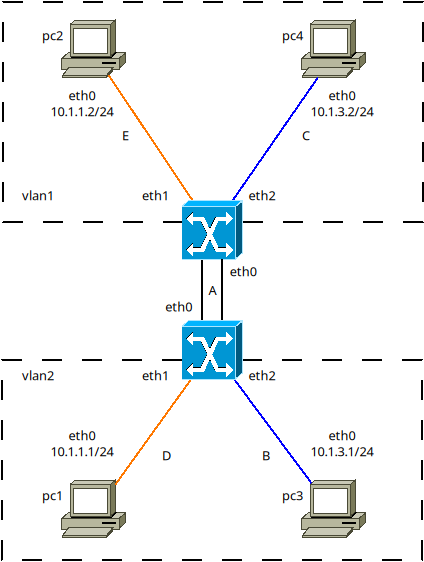 pc2
pc4
eth0
10.1.1.2/24
eth0
10.1.3.2/24
E
C
vlan1
eth1
eth2
eth0
A
eth0
vlan2
eth1
eth2
eth0
10.1.1.1/24
eth0
10.1.3.1/24
D
B
pc1
pc3